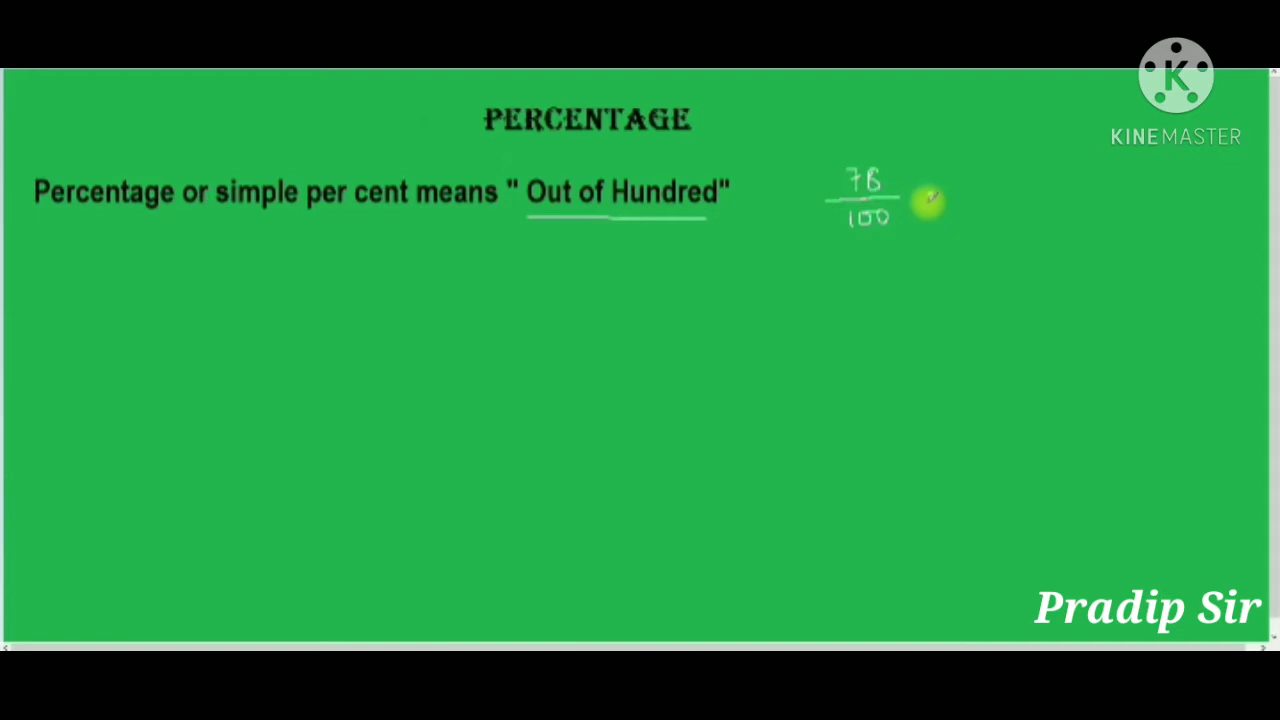 PERCENTAGE
Percentage or simple per cent means " Out of Hundred"
78
100
KINEMASTER
Pradip Sir